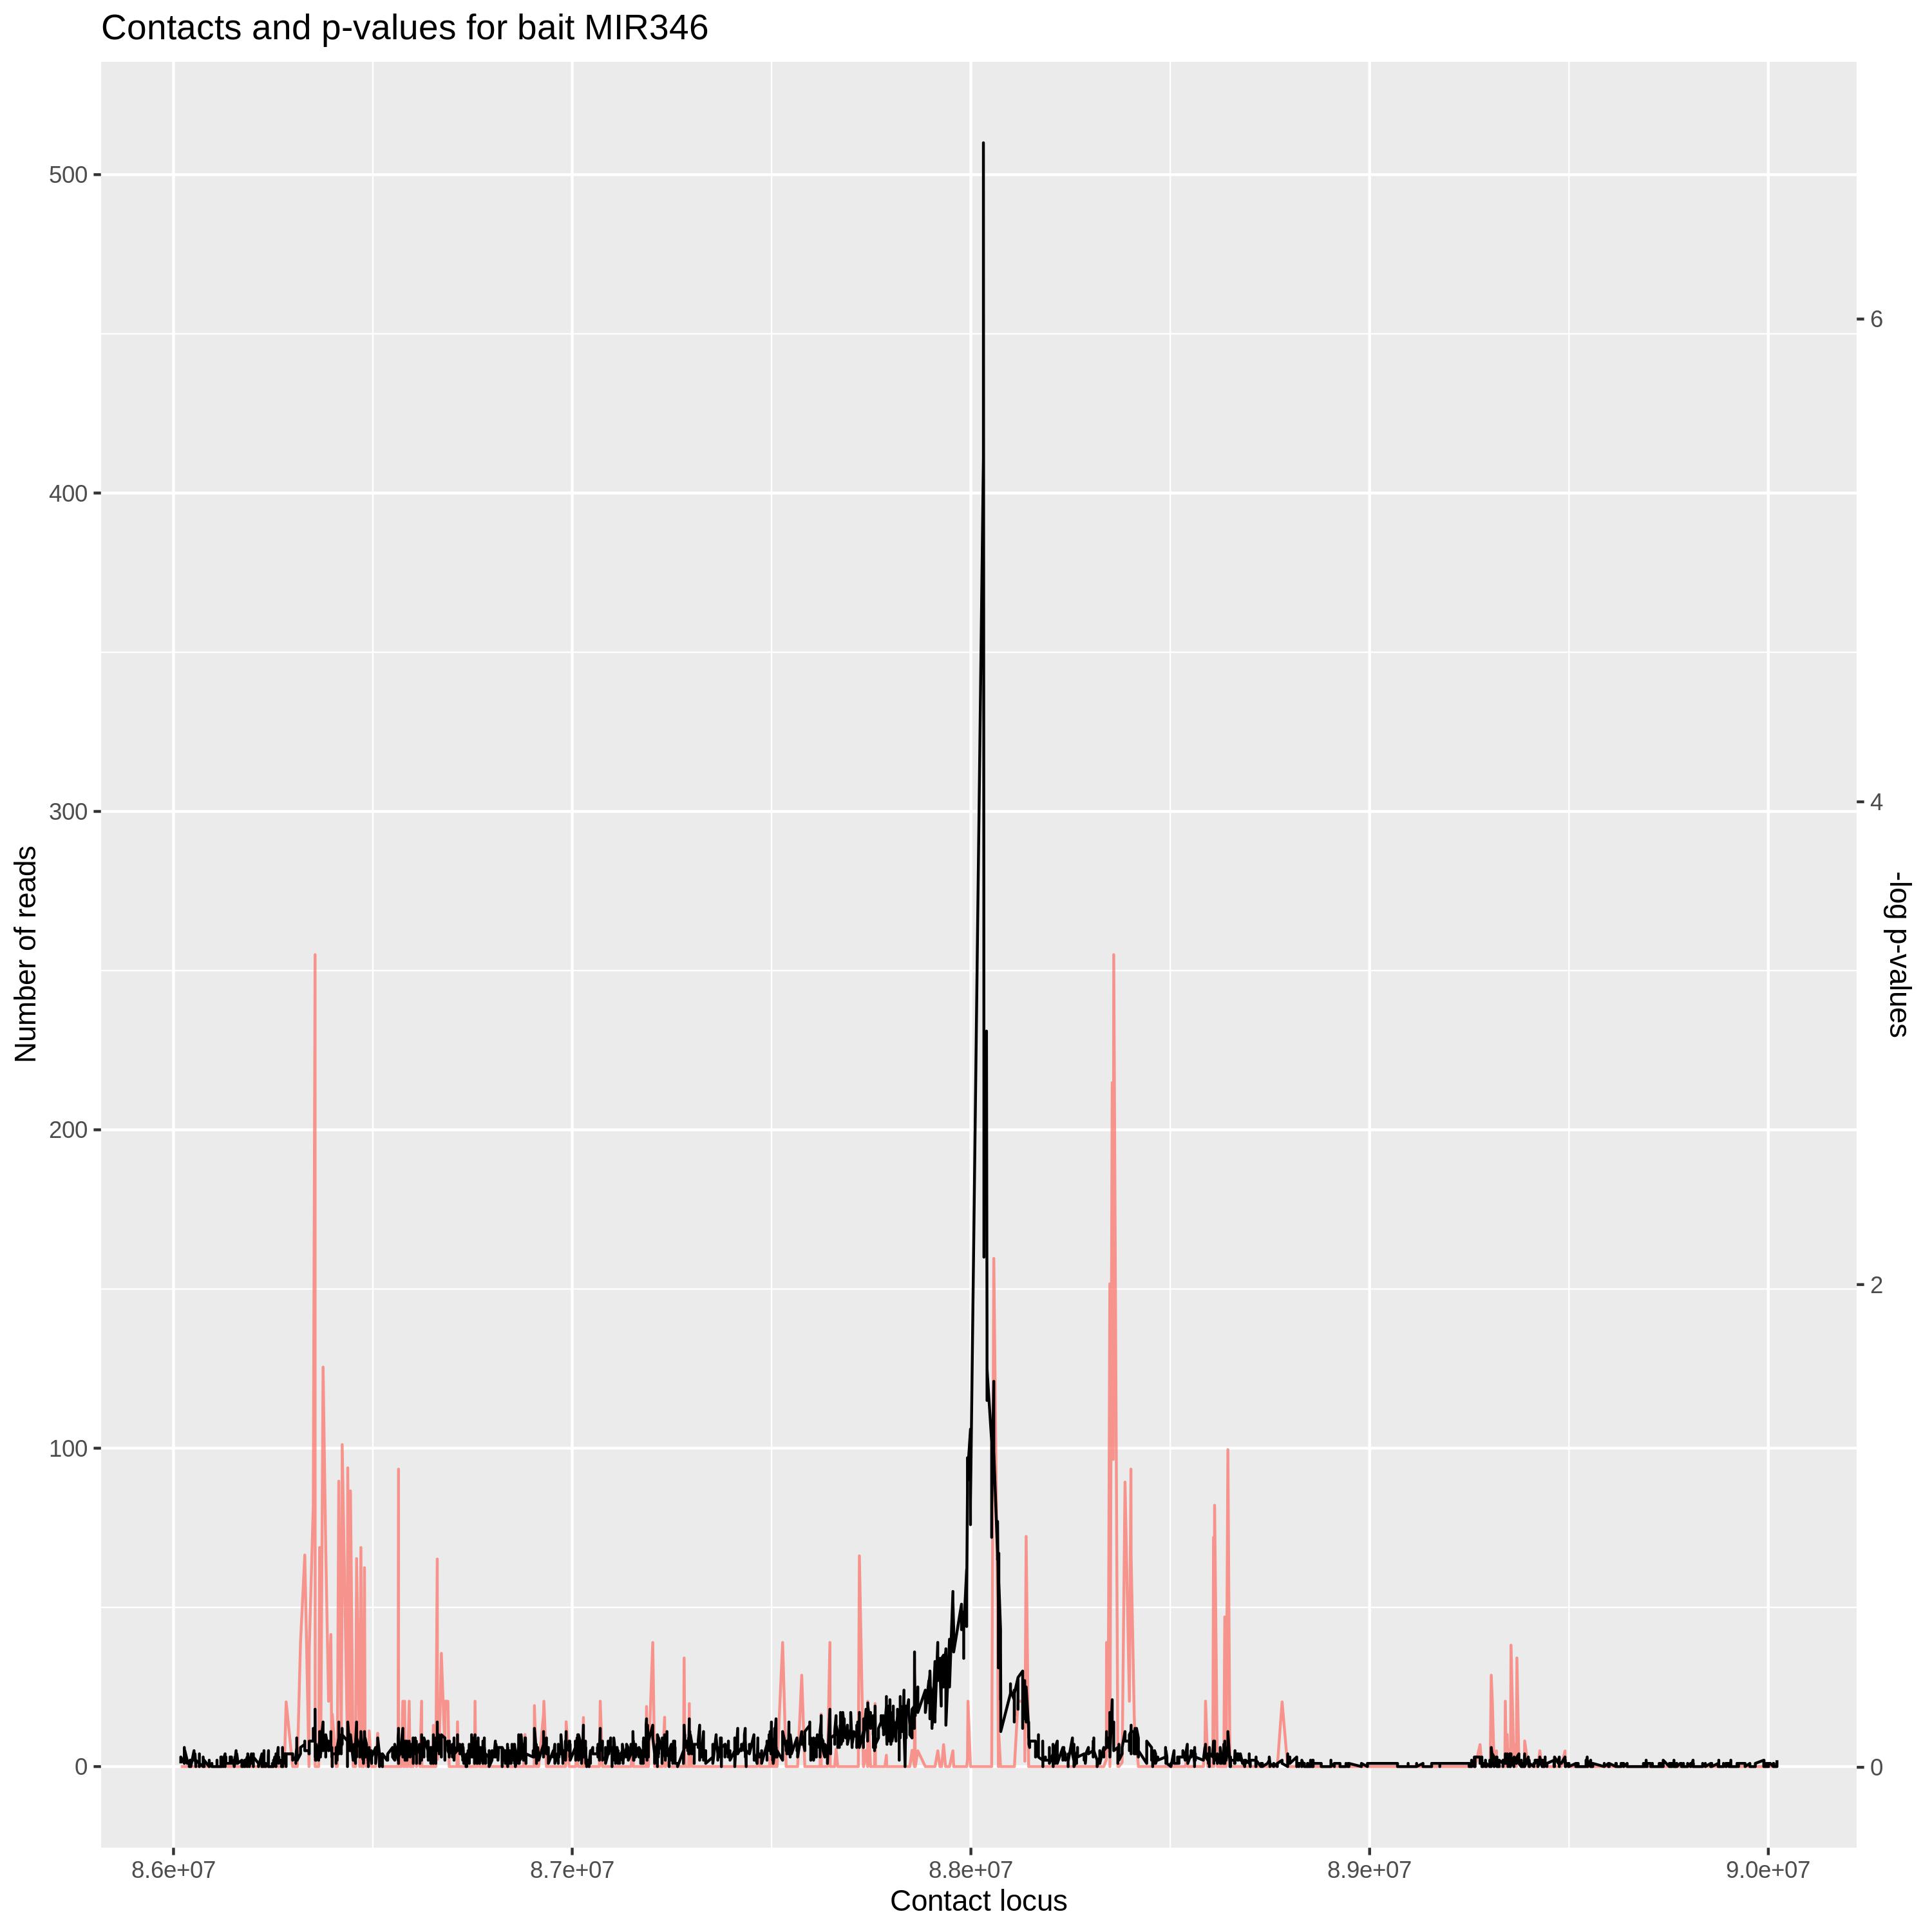 Contacts and p-values for bait MIR346
500
400
300
200
100
0
Number of reads
6
4
2
0
-log p-values
8.6e+07 8.7e+07 8.8e+07 8.9e+07 9.0e+07
Contact locus